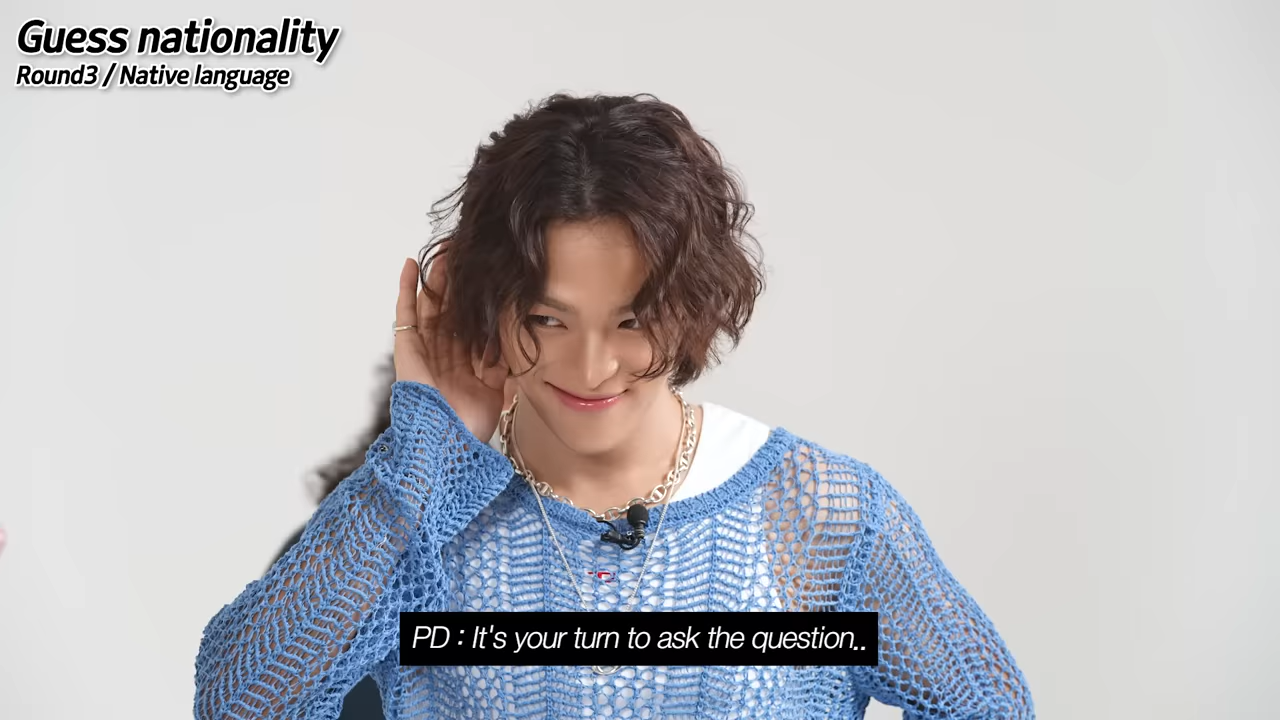 Guess nationality
Round3 / Native language
PD : It's your turn to ask the question..